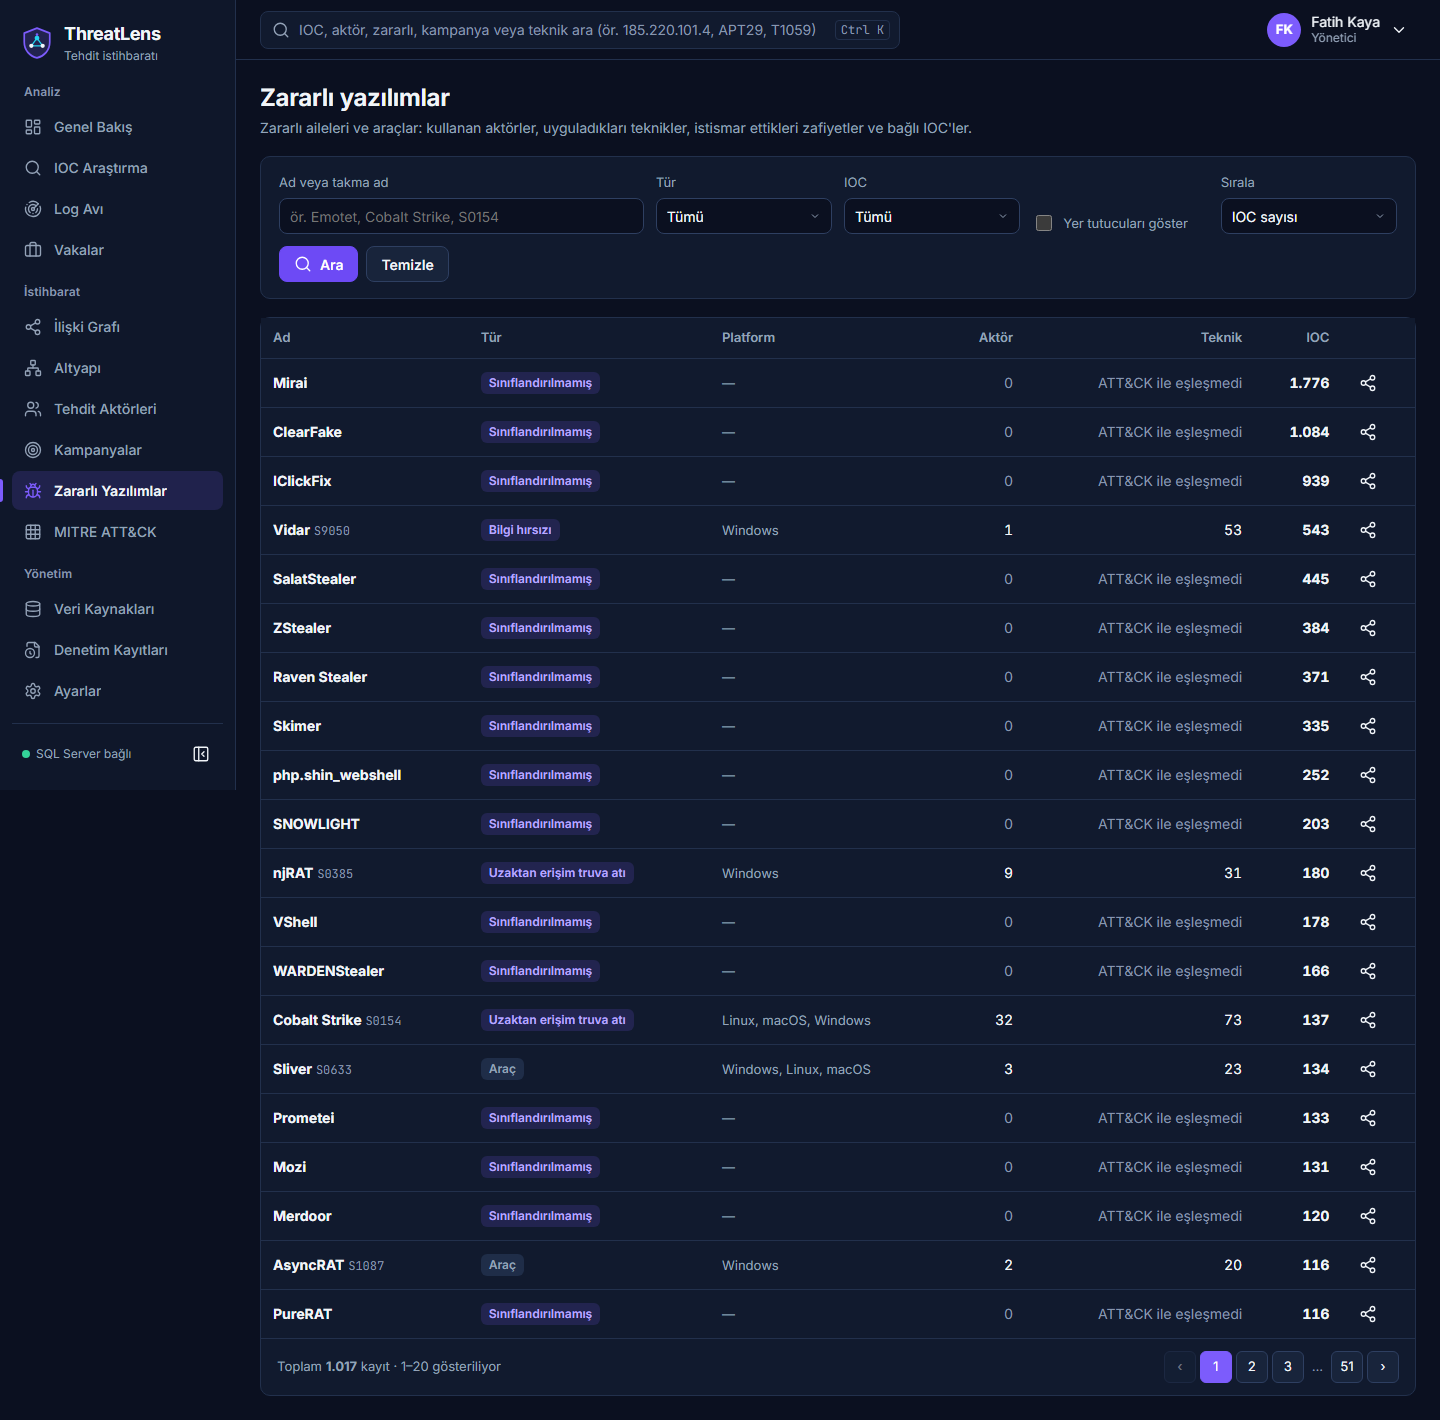 ThreatLens
Tehdit istihbaratı
Analiz
Genel Bakış
IOC Araştırma
Log Avı
Vakalar
İstihbarat
İlişki Grafı
Altyapı
Tehdit Aktörleri
Kampanyalar
Zararlı Yazılımlar
MITRE ATT&CK
Yönetim
Veri Kaynakları
Denetim Kayıtları
Ayarlar
SQL Server bağlı
IOC, aktör, zararlı, kampanya veya teknik ara (ör. 185.220.101.4, APT29, T1059) Ctrl K
FK Fatih Kaya
Yönetici
Zararlı yazılımlar
Zararlı aileleri ve araçlar: kullanan aktörler, uyguladıkları teknikler, istismar ettikleri zafiyetler ve bağlı IOC'ler.
Ad veya takma ad Tür IOC Sırala
ör. Emotet, Cobalt Strike, S0154 Tümü Tümü Yer tutucuları göster IOC sayısı
Ara Temizle
Ad Tür Platform Aktör Teknik IOC
Mirai Sınıflandırılmamış — 0 ATT&CK ile eşleşmedi 1.776
ClearFake Sınıflandırılmamış — 0 ATT&CK ile eşleşmedi 1.084
IClickFix Sınıflandırılmamış — 0 ATT&CK ile eşleşmedi 939
Vidar S9050 Bilgi hırsızı Windows 1 53 543
SalatStealer Sınıflandırılmamış — 0 ATT&CK ile eşleşmedi 445
ZStealer Sınıflandırılmamış — 0 ATT&CK ile eşleşmedi 384
Raven Stealer Sınıflandırılmamış — 0 ATT&CK ile eşleşmedi 371
Skimer Sınıflandırılmamış — 0 ATT&CK ile eşleşmedi 335
php.shin_webshell Sınıflandırılmamış — 0 ATT&CK ile eşleşmedi 252
SNOWLIGHT Sınıflandırılmamış — 0 ATT&CK ile eşleşmedi 203
njRAT S0385 Uzaktan erişim truva atı Windows 9 31 180
VShell Sınıflandırılmamış — 0 ATT&CK ile eşleşmedi 178
WARDENStealer Sınıflandırılmamış — 0 ATT&CK ile eşleşmedi 166
Cobalt Strike S0154 Uzaktan erişim truva atı Linux, macOS, Windows 32 73 137
Sliver S0633 Araç Windows, Linux, macOS 3 23 134
Prometei Sınıflandırılmamış — 0 ATT&CK ile eşleşmedi 133
Mozi Sınıflandırılmamış — 0 ATT&CK ile eşleşmedi 131
Merdoor Sınıflandırılmamış — 0 ATT&CK ile eşleşmedi 120
AsyncRAT S1087 Araç Windows 2 20 116
PureRAT Sınıflandırılmamış — 0 ATT&CK ile eşleşmedi 116
Toplam 1.017 kayıt · 1–20 gösteriliyor ‹ 1 2 3 … 51 ›